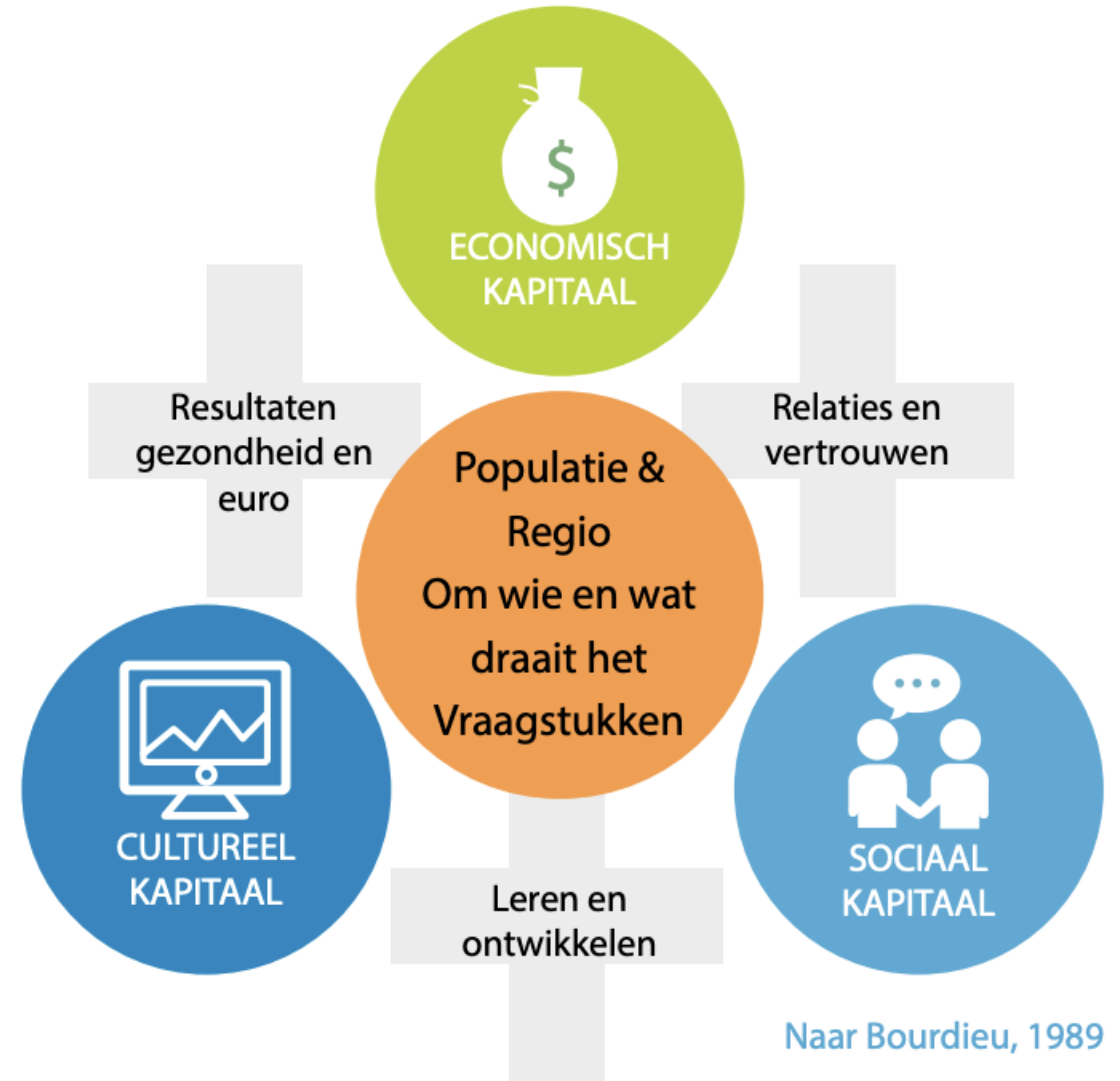 $
ECONOMISCH
KAPITAAL
Resultaten
gezondheid en
euro
Relaties en
vertrouwen
Populatie &
Regio
Om wie en wat
draait het
Vraagstukken
CULTUREEL
KAPITAAL
SOCIAAL
KAPITAAL
Leren en
ontwikkelen
Naar Bourdieu, 1989